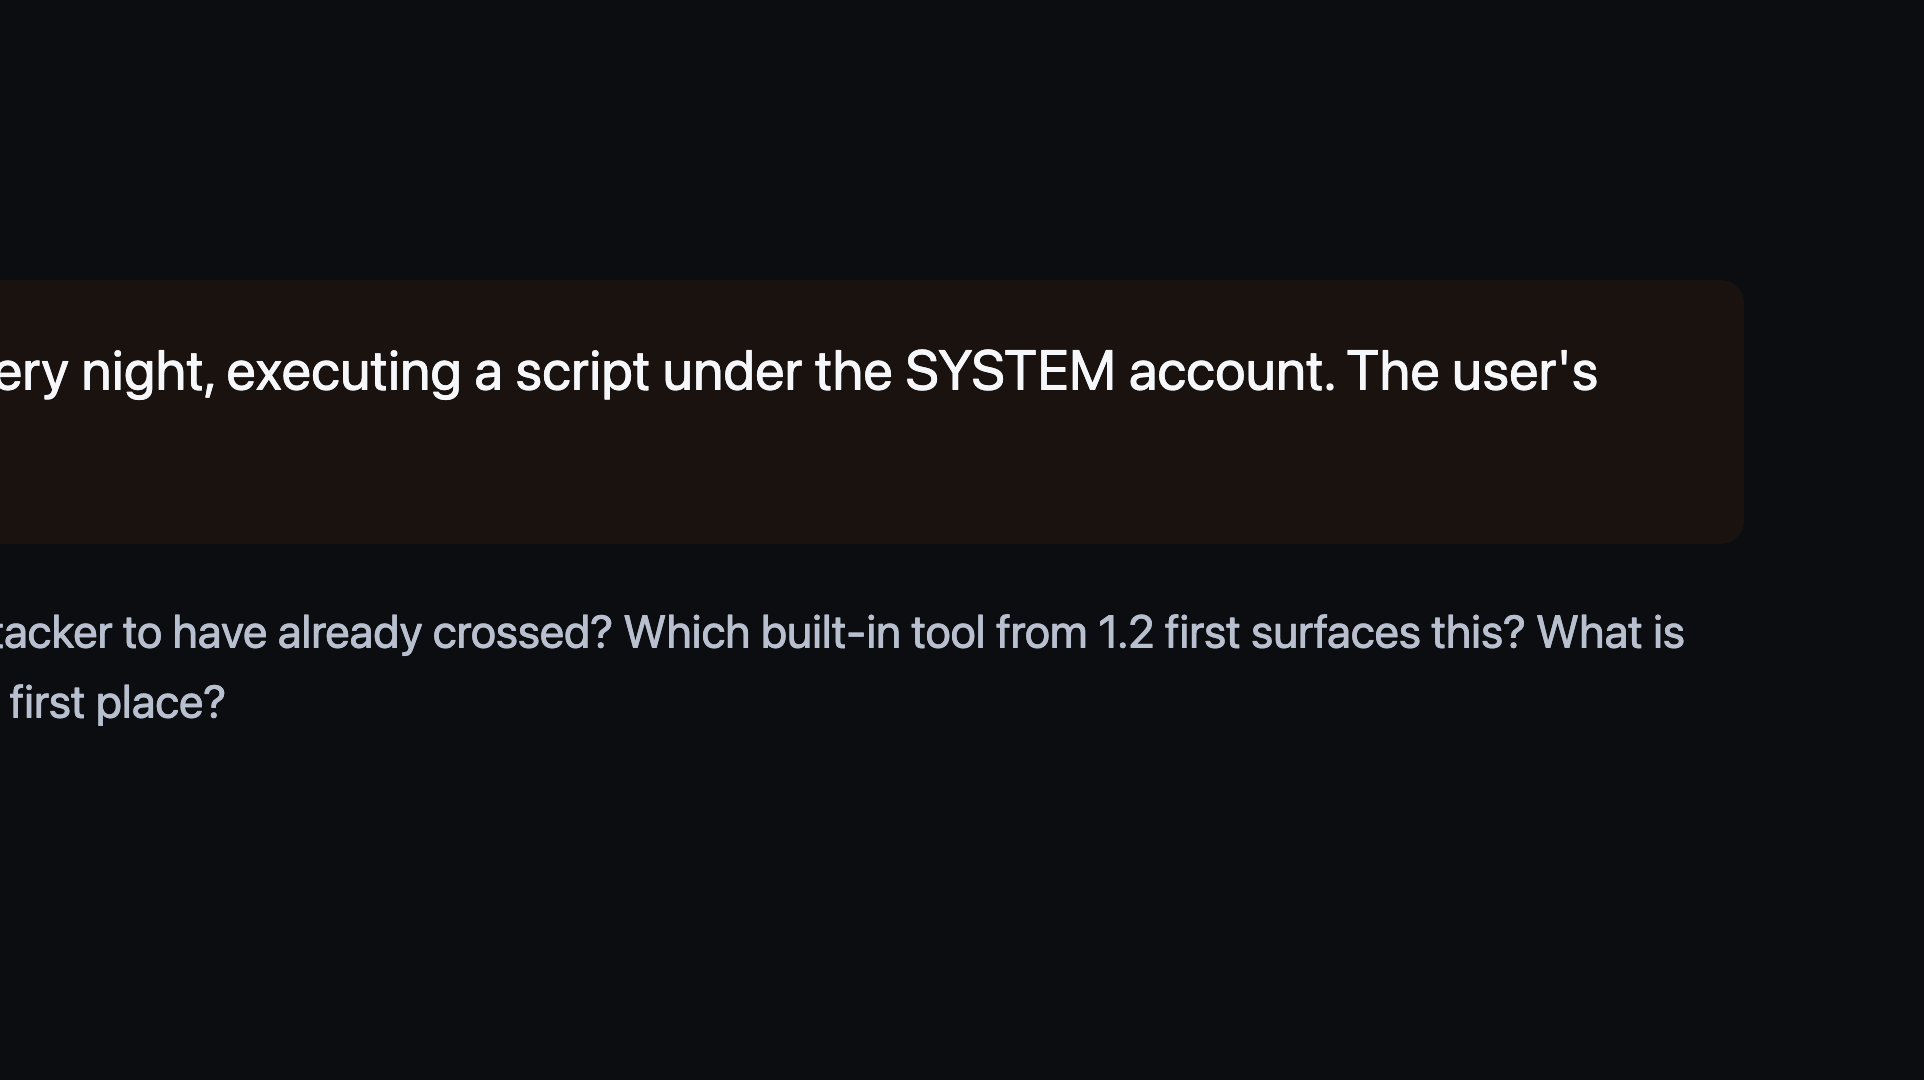 ery night, executing a script under the SYSTEM account. The user's
tacker to have already crossed? Which built-in tool from 1.2 first surfaces this? What is
first place?